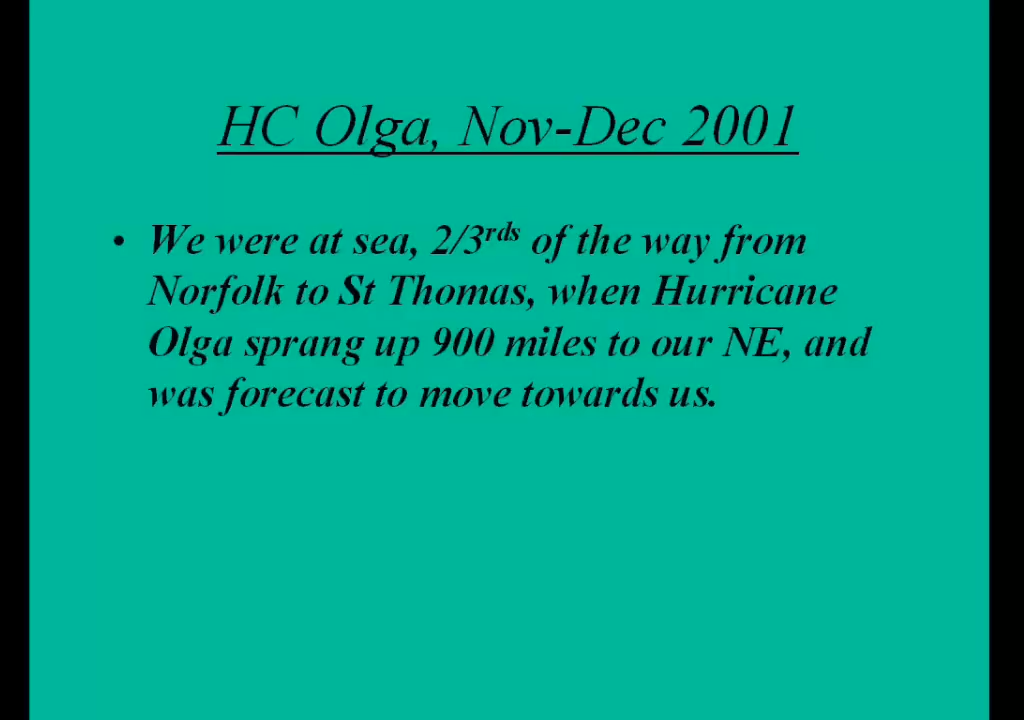 HC Olga, Nov-Dec 2001
• We were at sea, 2/3rds of the way from
Norfolk to St Thomas, when Hurricane
Olga sprang up 900 miles to our NE, and
was forecast to move towards us.